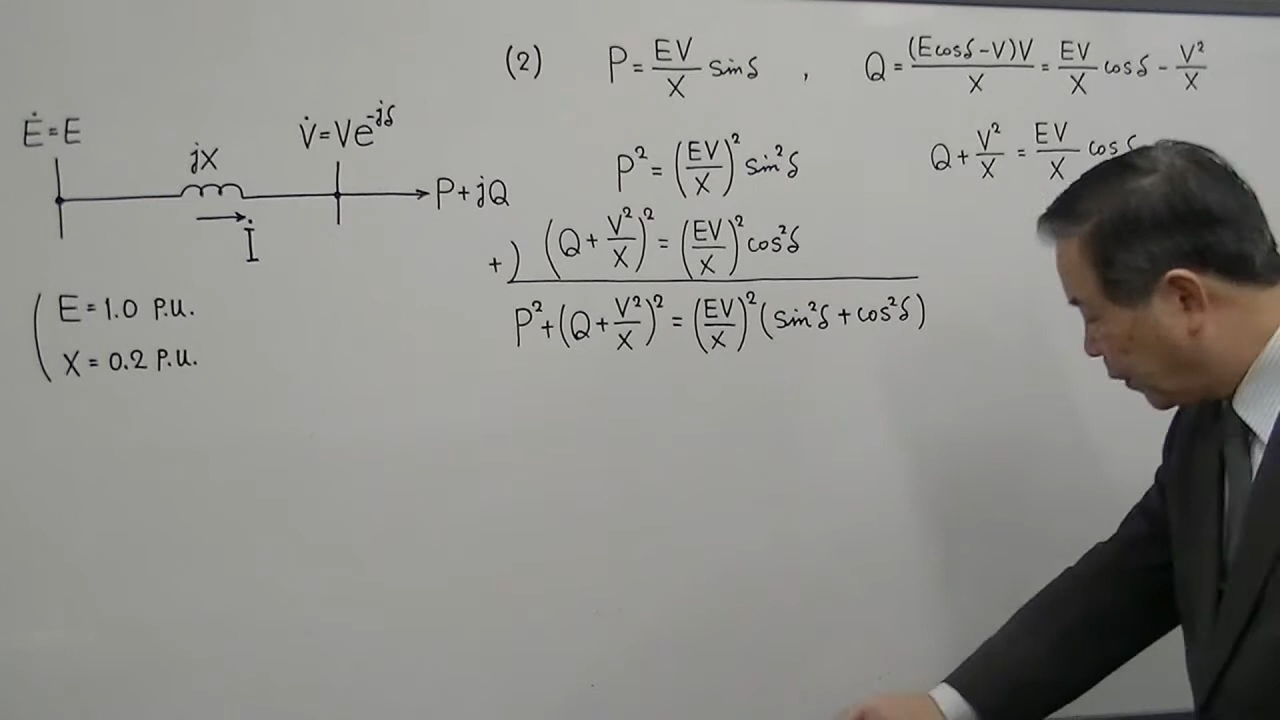 (2) P = EV/X sinδ , Q = (Ecosδ-V)V/X = EV/X cosδ - V²/X
Q + V²/X = EV/X cos
P² = (EV/X)² sin²δ
+) (Q + V²/X)² = (EV/X)² cos²δ
P² + (Q + V²/X)² = (EV/X)² (sin²δ + cos²δ)
Ė = E
jX
V̇ = Ve^-jδ
P + jQ
İ
E = 1.0 P.U.
X = 0.2 P.U.